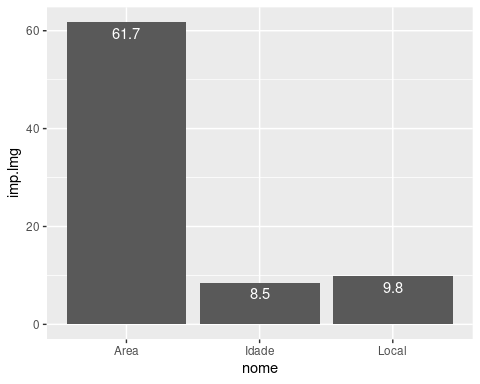 60
40
20
0
imp.lmg
61.7
8.5
9.8
Area
Idade
Local
nome